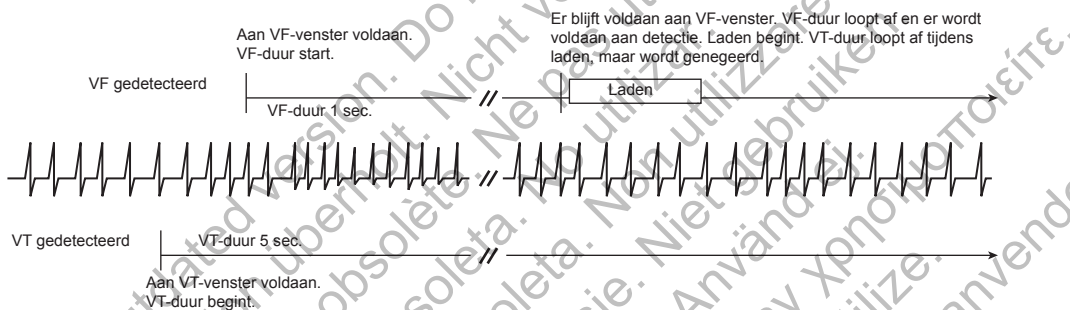 Aan VF-venster voldaan.
VF-duur start.
Er blijft voldaan aan VF-venster. VF-duur loopt af en er wordt
voldaan aan detectie. Laden begint. VT-duur loopt af tijdens
laden, maar wordt genegeerd.
VF gedetecteerd
Laden
VF-duur 1 sec.
VT gedetecteerd
VT-duur 5 sec.
Aan VT-venster voldaan.
VT-duur begint.